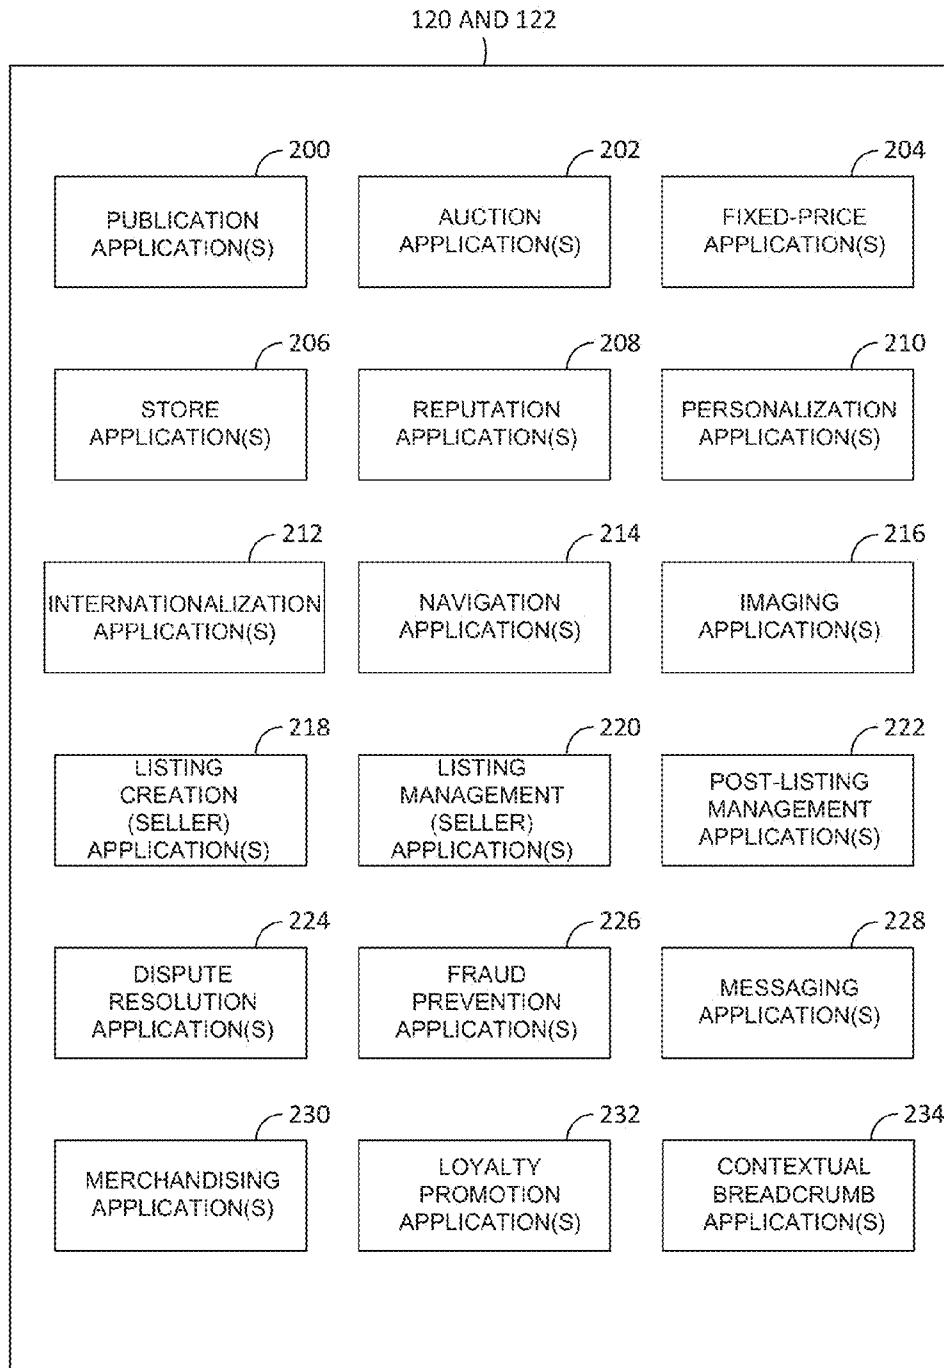 120 AND 122
200
PUBLICATION
APPLICATION(S)
202
AUCTION
APPLICATION(S)
204
FIXED-PRICE
APPLICATION(S)
206
STORE
APPLICATION(S)
208
REPUTATION
APPLICATION(S)
210
PERSONALIZATION
APPLICATION(S)
212
INTERNATIONALIZATION
APPLICATION(S)
214
NAVIGATION
APPLICATION(S)
216
IMAGING
APPLICATION(S)
218
LISTING
CREATION
(SELLER)
APPLICATION(S)
220
LISTING
MANAGEMENT
(SELLER)
APPLICATION(S)
222
POST-LISTING
MANAGEMENT
APPLICATION(S)
224
DISPUTE
RESOLUTION
APPLICATION(S)
226
FRAUD
PREVENTION
APPLICATION(S)
228
MESSAGING
APPLICATION(S)
230
MERCHANDISING
APPLICATION(S)
232
LOYALTY
PROMOTION
APPLICATION(S)
234
CONTEXTUAL
BREADCRUMB
APPLICATION(S)